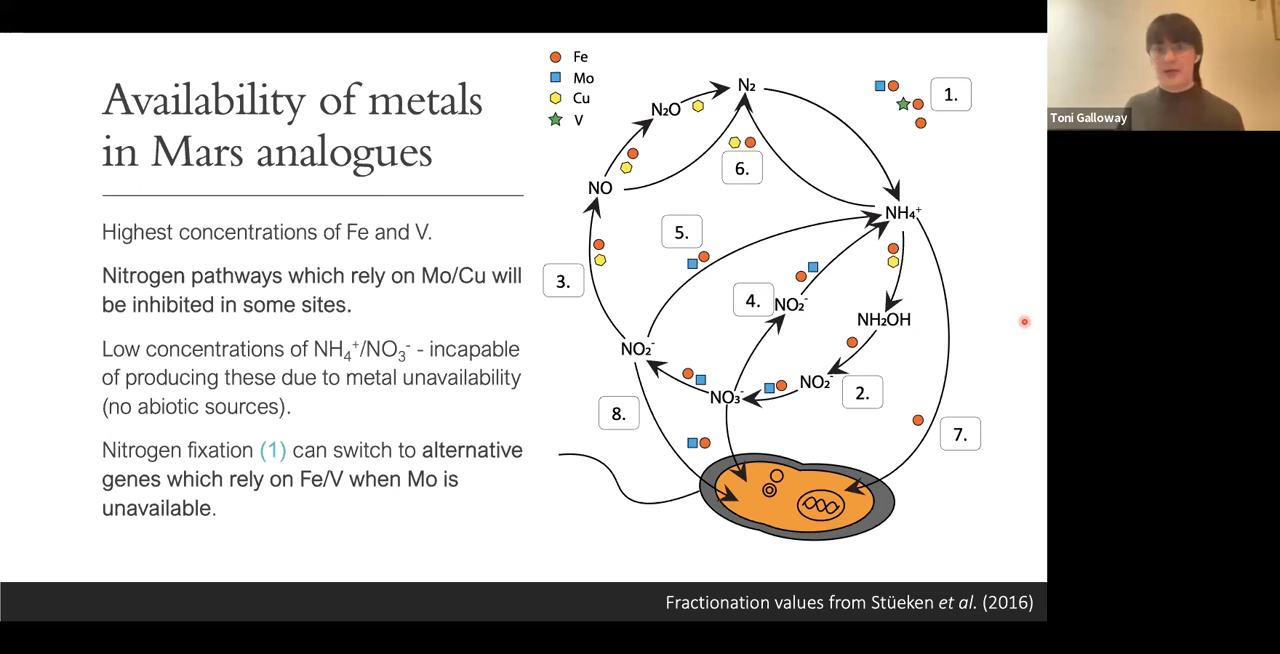 Availability of metals
in Mars analogues
Highest concentrations of Fe and V.
Nitrogen pathways which rely on Mo/Cu will
be inhibited in some sites.
Low concentrations of NH₄⁺/NO₃⁻ - incapable
of producing these due to metal unavailability
(no abiotic sources).
Nitrogen fixation (1) can switch to alternative
genes which rely on Fe/V when Mo is
unavailable.
Fe
Mo
Cu
V
N₂
N₂O
1.
6.
NO
NH₄⁺
5.
3.
4.
NO₂⁻
NH₂OH
NO₂⁻
NO₂⁻
2.
NO₃⁻
8.
7.
Fractionation values from Stüeken et al. (2016)
Toni Galloway